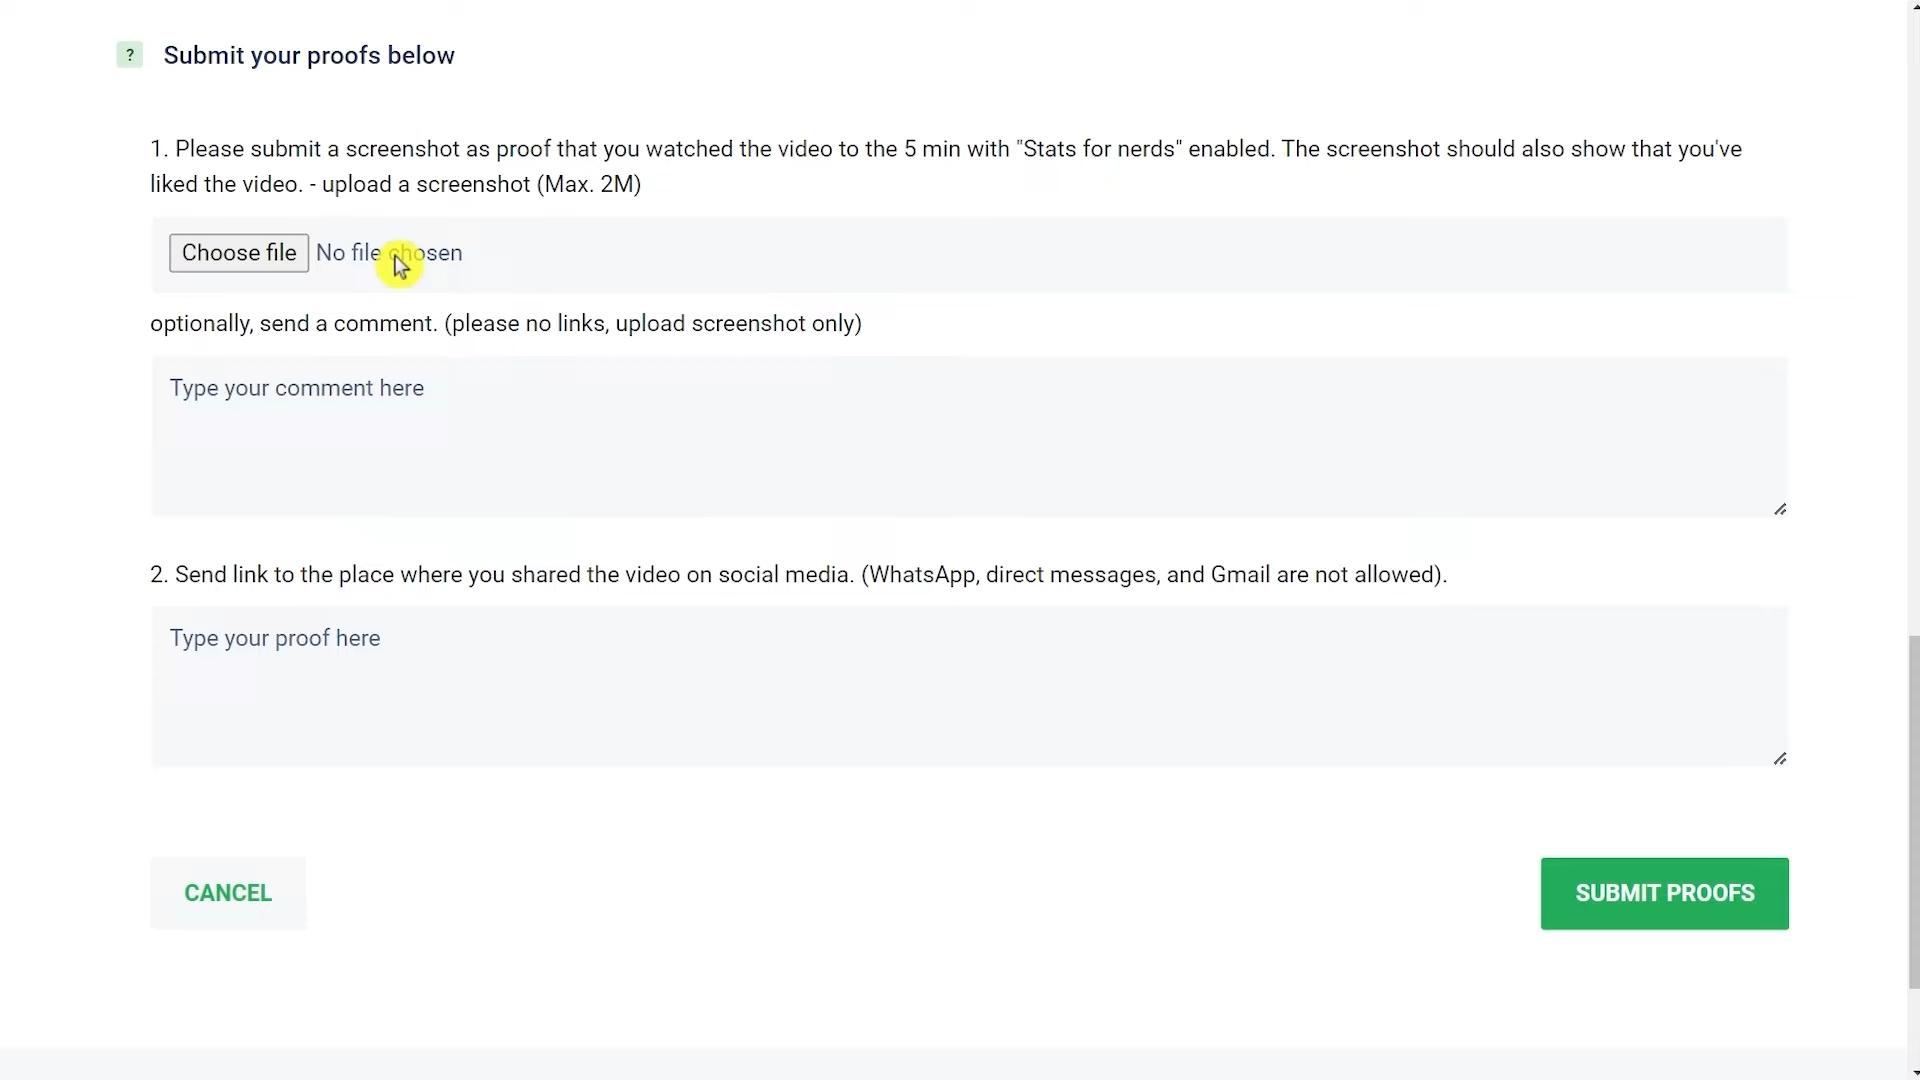 ? Submit your proofs below
1. Please submit a screenshot as proof that you watched the video to the 5 min with "Stats for nerds" enabled. The screenshot should also show that you've
liked the video. - upload a screenshot (Max. 2M)
Choose file No file chosen
optionally, send a comment. (please no links, upload screenshot only)
Type your comment here
2. Send link to the place where you shared the video on social media. (WhatsApp, direct messages, and Gmail are not allowed).
Type your proof here
CANCEL SUBMIT PROOFS